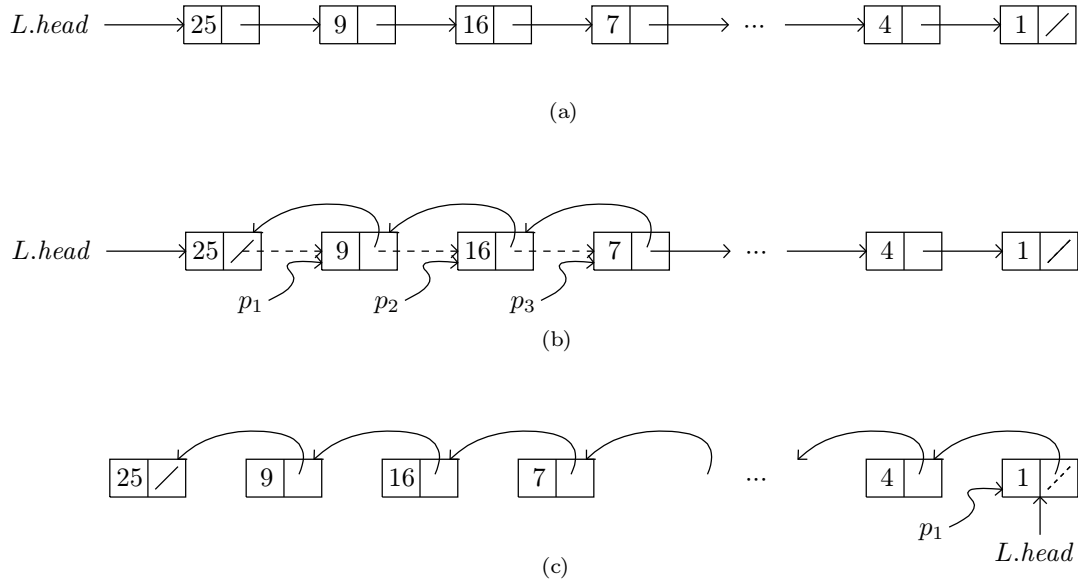 L.head 25 9 16 7 ... 4 1
(a)
L.head 25 9 16 7 ... 4 1
p₁ p₂ p₃
(b)
25 9 16 7 ... 4 1
p₁
L.head
(c)